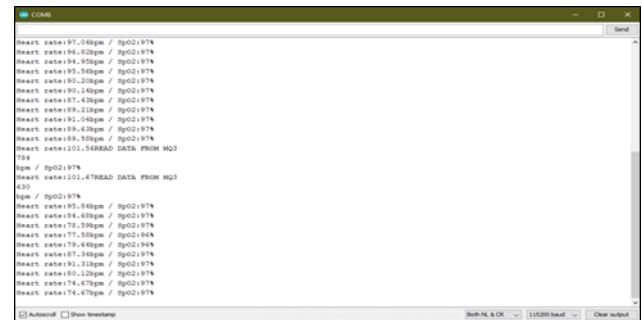 COM6
Send
Heart rate:97.04bpm / SpO2:97%
Heart rate:96.82bpm / SpO2:97%
Heart rate:94.95bpm / SpO2:97%
Heart rate:95.56bpm / SpO2:97%
Heart rate:90.20bpm / SpO2:97%
Heart rate:90.14bpm / SpO2:97%
Heart rate:87.43bpm / SpO2:97%
Heart rate:89.21bpm / SpO2:97%
Heart rate:91.04bpm / SpO2:97%
Heart rate:89.63bpm / SpO2:97%
Heart rate:89.58bpm / SpO2:97%
Heart rate:101.56READ DATA FROM MQ3
784
bpm / SpO2:97%
Heart rate:101.67READ DATA FROM MQ3
630
bpm / SpO2:97%
Heart rate:95.84bpm / SpO2:97%
Heart rate:84.68bpm / SpO2:97%
Heart rate:78.59bpm / SpO2:97%
Heart rate:77.58bpm / SpO2:96%
Heart rate:79.64bpm / SpO2:96%
Heart rate:87.34bpm / SpO2:97%
Heart rate:91.31bpm / SpO2:97%
Heart rate:80.12bpm / SpO2:97%
Heart rate:74.67bpm / SpO2:97%
Heart rate:74.67bpm / SpO2:97%
Autoscroll Show timestamp Both NL & CR 115200 baud Clear output